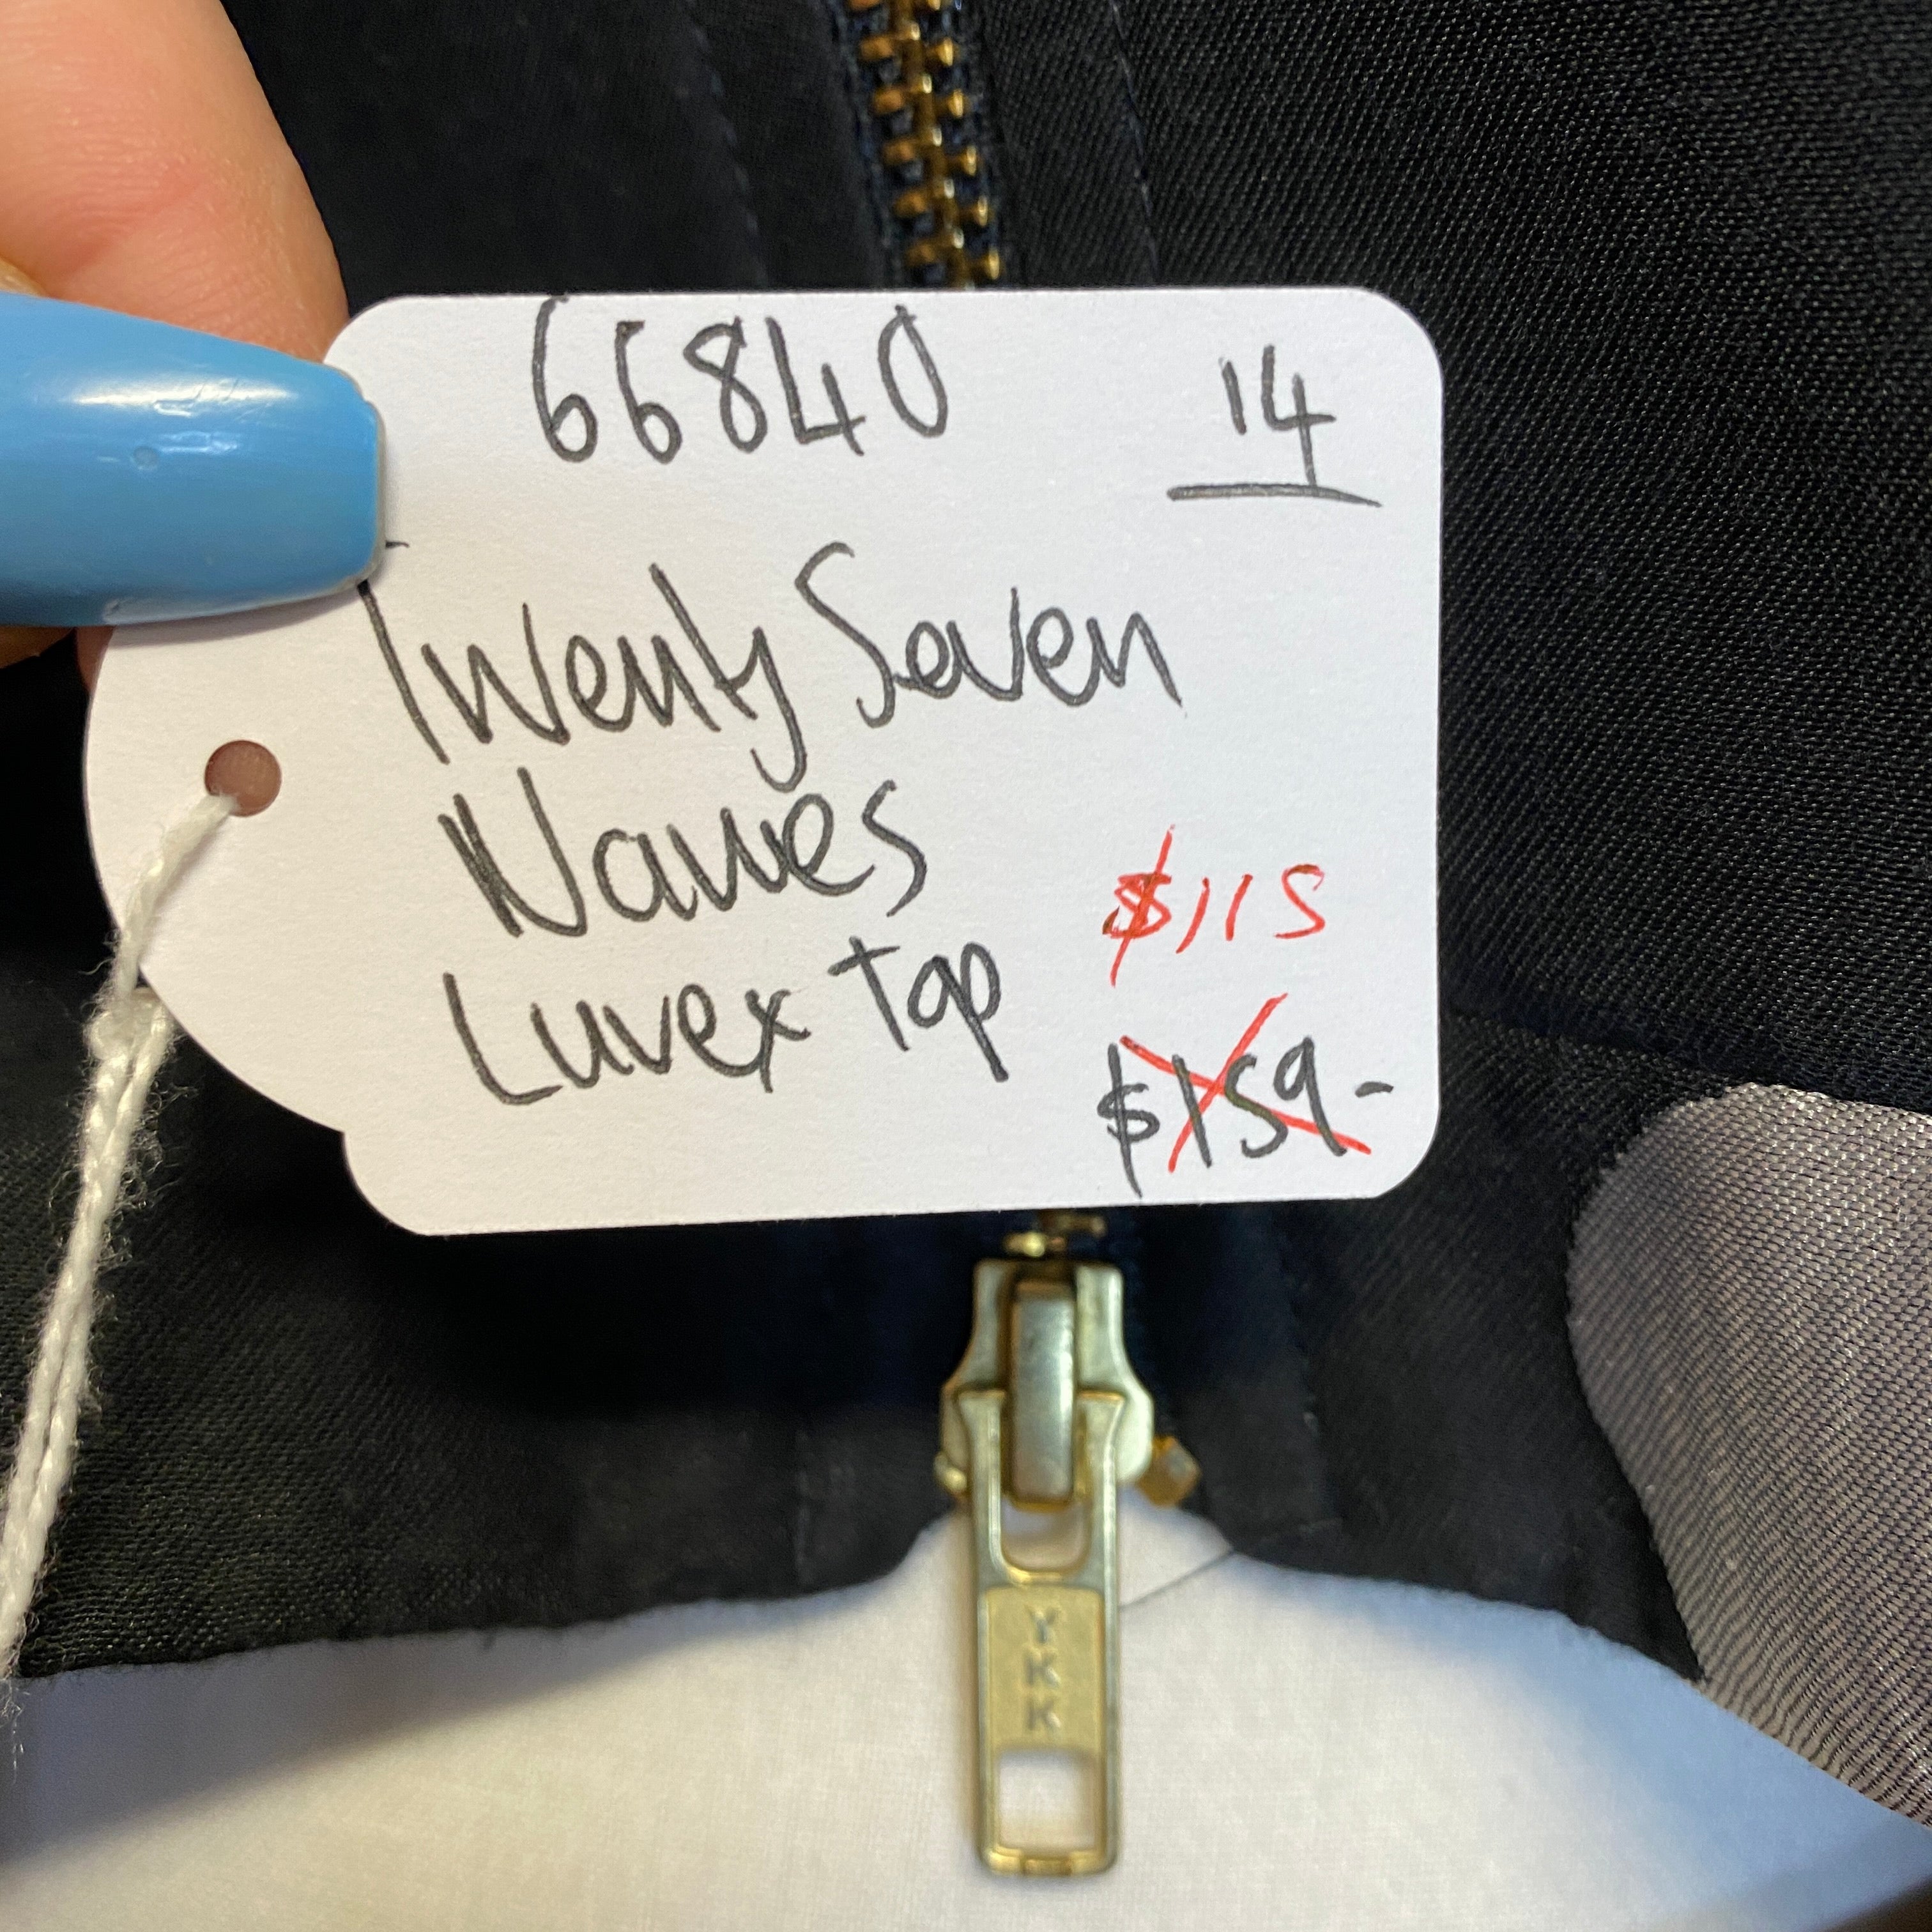 66840 14
Twenty Seven
Names
Luvex Top
$115
$159-
YKK